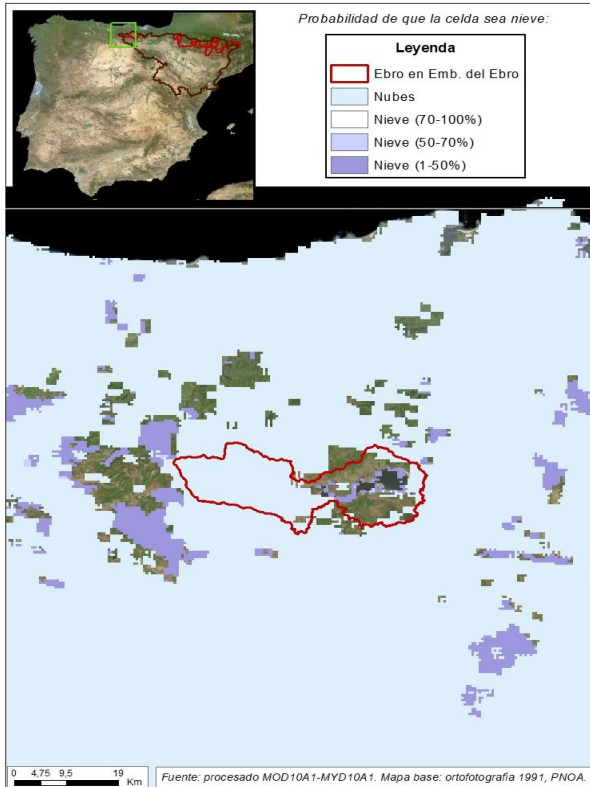 Probabilidad de que la celda sea nieve:
Leyenda
Ebro en Emb. del Ebro
Nubes
Nieve (70-100%)
Nieve (50-70%)
Nieve (1-50%)
0 4,75 9,5 19
Km
Fuente: procesado MOD10A1-MYD10A1. Mapa base: ortofotografia 1991, PNOA.